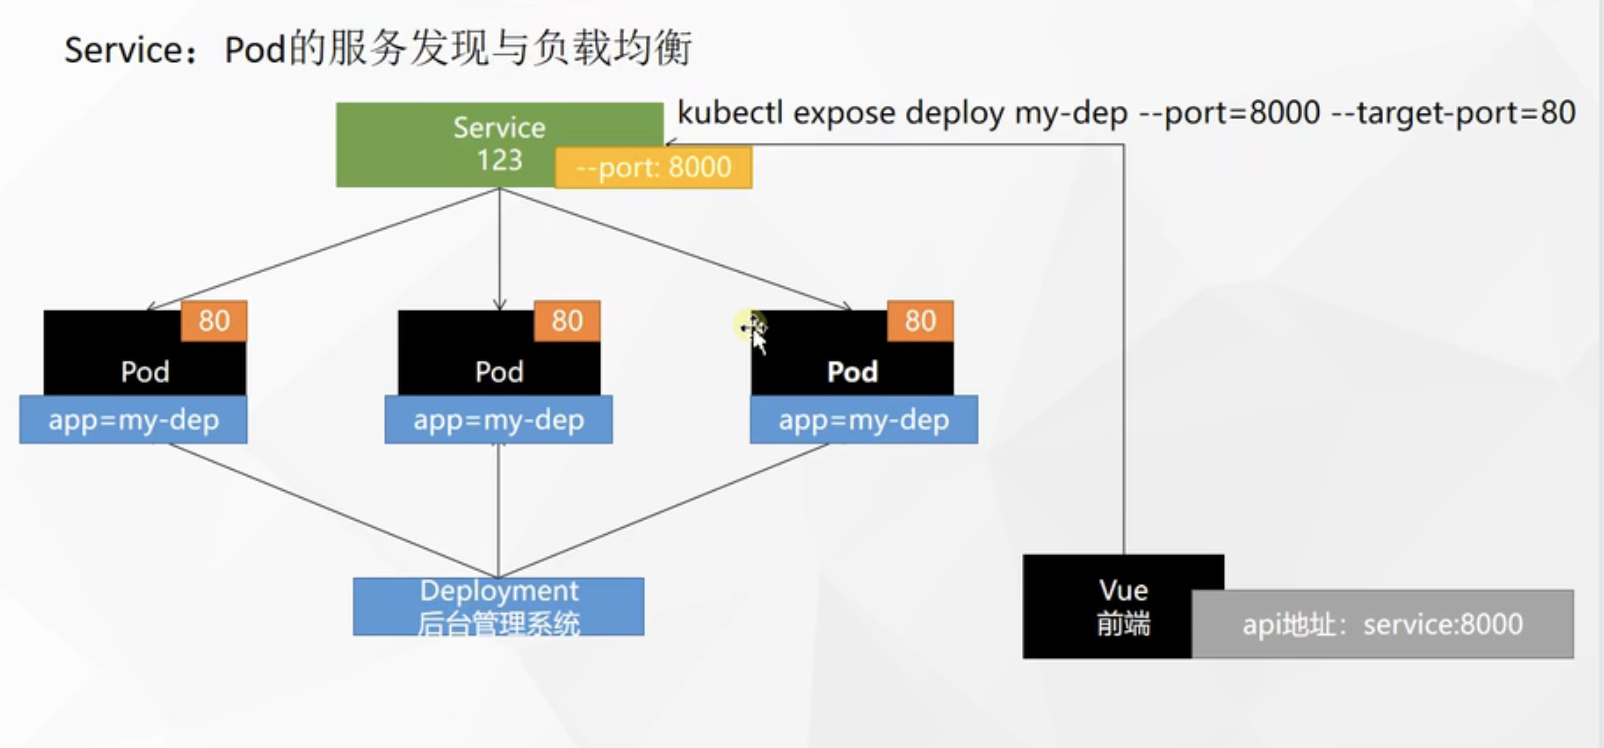 Service：Pod的服务发现与负载均衡
kubectl expose deploy my-dep --port=8000 --target-port=80
Service
123
--port: 8000
80
Pod
app=my-dep
80
Pod
app=my-dep
80
Pod
app=my-dep
Deployment
后台管理系统
Vue
前端
api地址：service:8000